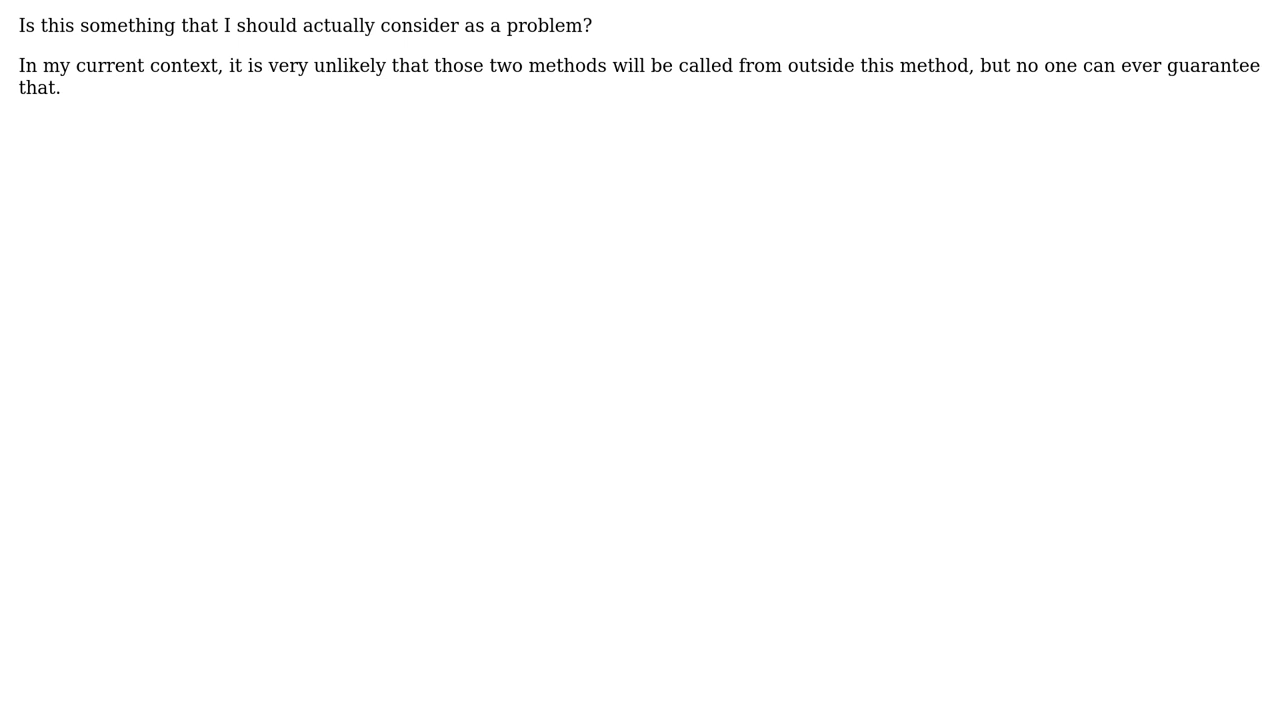 Is this something that I should actually consider as a problem?
In my current context, it is very unlikely that those two methods will be called from outside this method, but no one can ever guarantee
that.